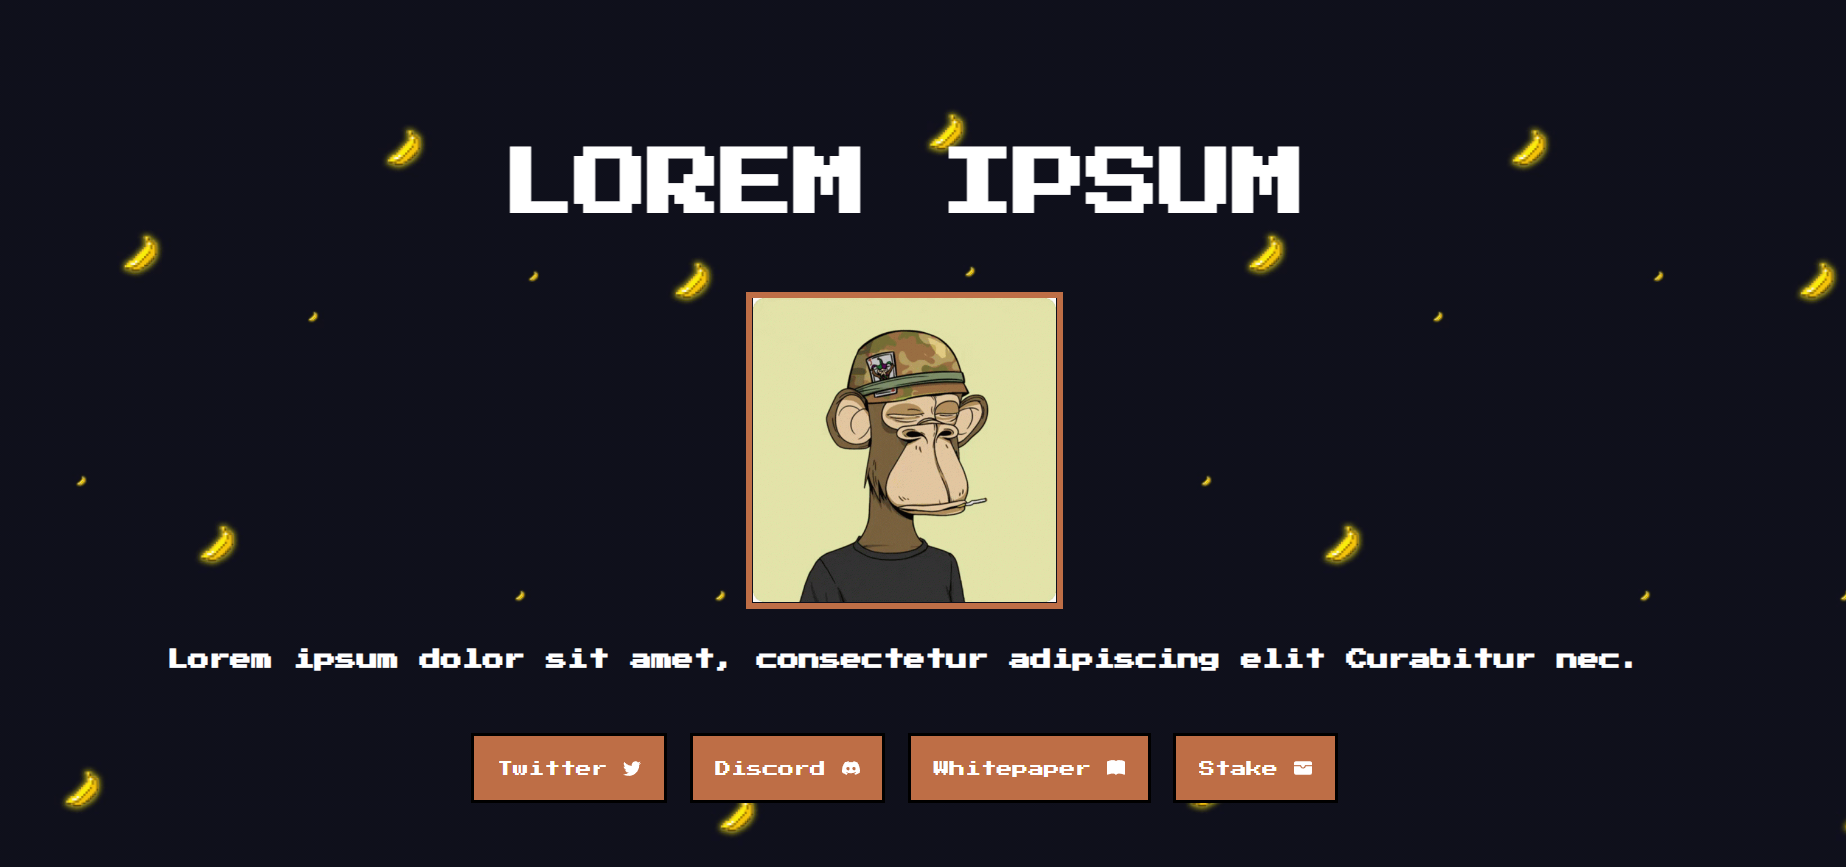 LOREM IPSUM
Lorem ipsum dolor sit amet, consectetur adipiscing elit Curabitur nec.
Twitter
Discord
Whitepaper
Stake